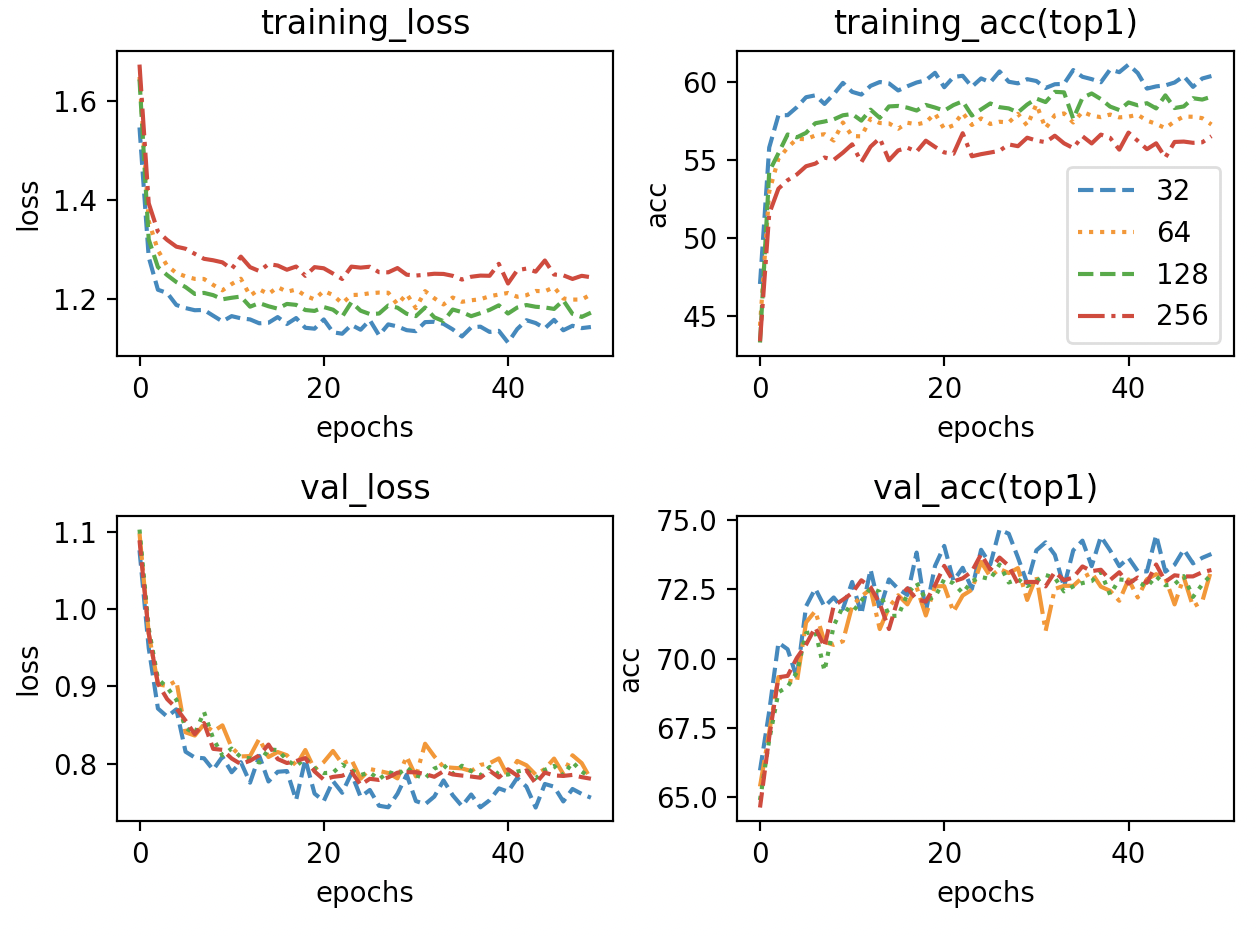 training_loss
1.6
1.4
1.2
loss
0
20
40
epochs
training_acc(top1)
60
55
50
45
acc
32
64
128
256
0
20
40
epochs
val_loss
1.1
1.0
0.9
0.8
loss
0
20
40
epochs
val_acc(top1)
75.0
72.5
70.0
67.5
65.0
acc
0
20
40
epochs